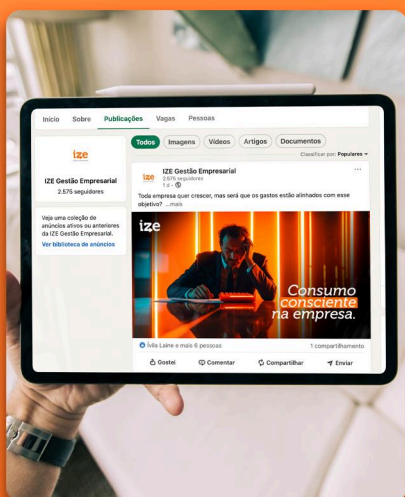 Início Sobre Publicações Vagas Pessoas
ize
IZE Gestão Empresarial
2.575 seguidores
Veja uma coleção de
anúncios ativos ou anteriores
da IZE Gestão Empresarial.
Ver biblioteca de anúncios
Todos Imagens Vídeos Artigos Documentos
Classificar por: Populares
ize
IZE Gestão Empresarial
2.575 seguidores
1 d •
Toda empresa quer crescer, mas será que os gastos estão alinhados com esse
objetivo? ...mais
ize
Consumo
consciente
na empresa.
Ávila Laine e mais 6 pessoas
1 compartilhamento
Gostei Comentar Compartilhar Enviar